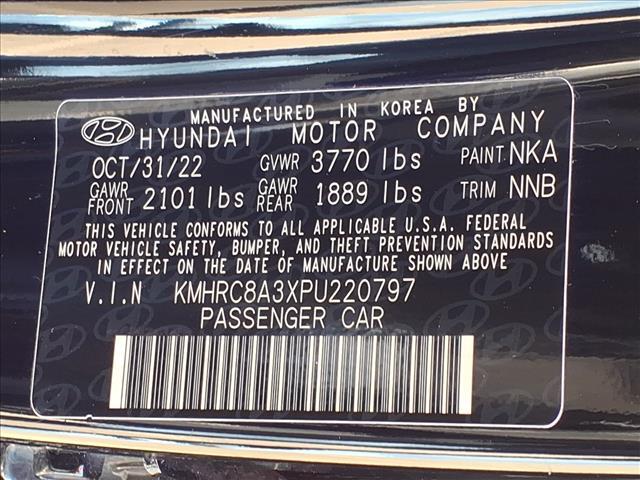 MANUFACTURED IN KOREA BY
HYUNDAI MOTOR COMPANY
OCT/31/22 GVWR 3770 lbs PAINT NKA
GAWR FRONT 2101 lbs GAWR REAR 1889 lbs TRIM NNB
THIS VEHICLE CONFORMS TO ALL APPLICABLE U.S.A. FEDERAL
MOTOR VEHICLE SAFETY, BUMPER, AND THEFT PREVENTION STANDARDS
IN EFFECT ON THE DATE OF MANUFACTURE SHOWN ABOVE
V.I.N KMHRC8A3XPU220797
PASSENGER CAR